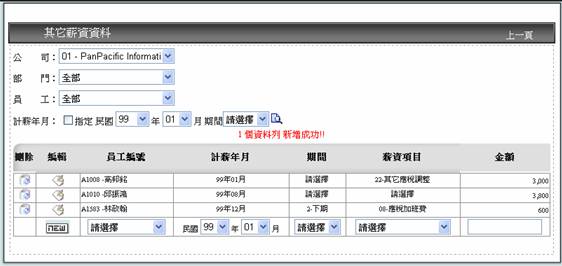 其它薪資資料 上一頁
公 司： 01 - PanPacific Informati
部 門： 全部
員 工： 全部
計薪年月： 指定 民國 99 年 01 月 期間 請選擇
1 個資料列 新增成功!!
刪除 編輯 員工編號 計薪年月 期間 薪資項目 金額
A1008 -高邦銘 99年01月 請選擇 22-其它應稅調整 3,000
A1010 -邱振鴻 99年08月 請選擇 請選擇 3,800
A1583 -林啟翰 99年12月 2-下期 08-應稅加班費 600
NEW 請選擇 民國 99 年 01 月 請選擇 請選擇